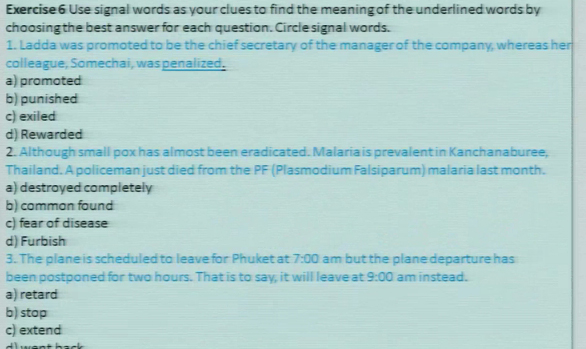 Exercise 6 Use signal words as your clues to find the meaning of the underlined words by
choosing the best answer for each question. Circle signal words.
1. Ladda was promoted to be the chief secretary of the manager of the company, whereas her
colleague, Somechai, was penalized.
a) promoted
b) punished
c) exiled
d) Rewarded
2. Although small pox has almost been eradicated. Malaria is prevalent in Kanchanaburee,
Thailand. A policeman just died from the PF (Plasmodium Falsiparum) malaria last month.
a) destroyed completely
b) common found
c) fear of disease
d) Furbish
3. The plane is scheduled to leave for Phuket at 7:00 am but the plane departure has
been postponed for two hours. That is to say, it will leave at 9:00 am instead.
a) retard
b) stop
c) extend
d) went back